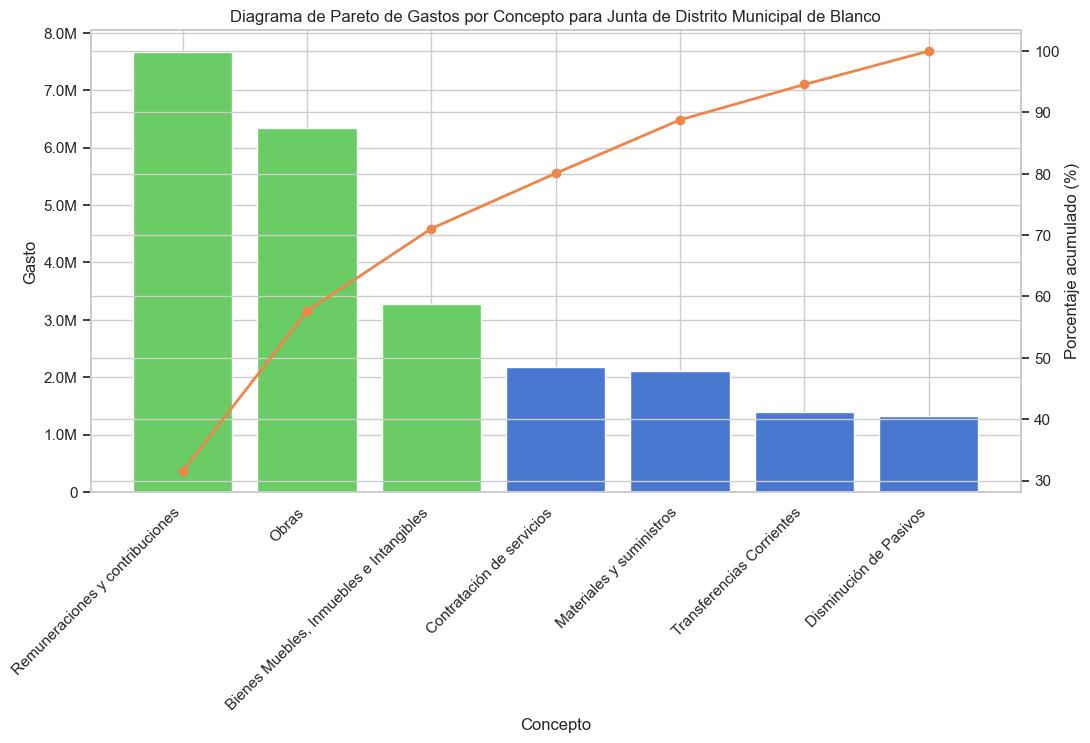 Diagrama de Pareto de Gastos por Concepto para Junta de Distrito Municipal de Blanco
8.0M
7.0M
6.0M
5.0M
4.0M
3.0M
2.0M
1.0M
0
Gasto
100
90
80
70
60
50
40
30
Porcentaje acumulado (%)
Remuneraciones y contribuciones
Obras
Bienes Muebles, Inmuebles e Intangibles
Contratación de servicios
Materiales y suministros
Transferencias Corrientes
Disminución de Pasivos
Concepto